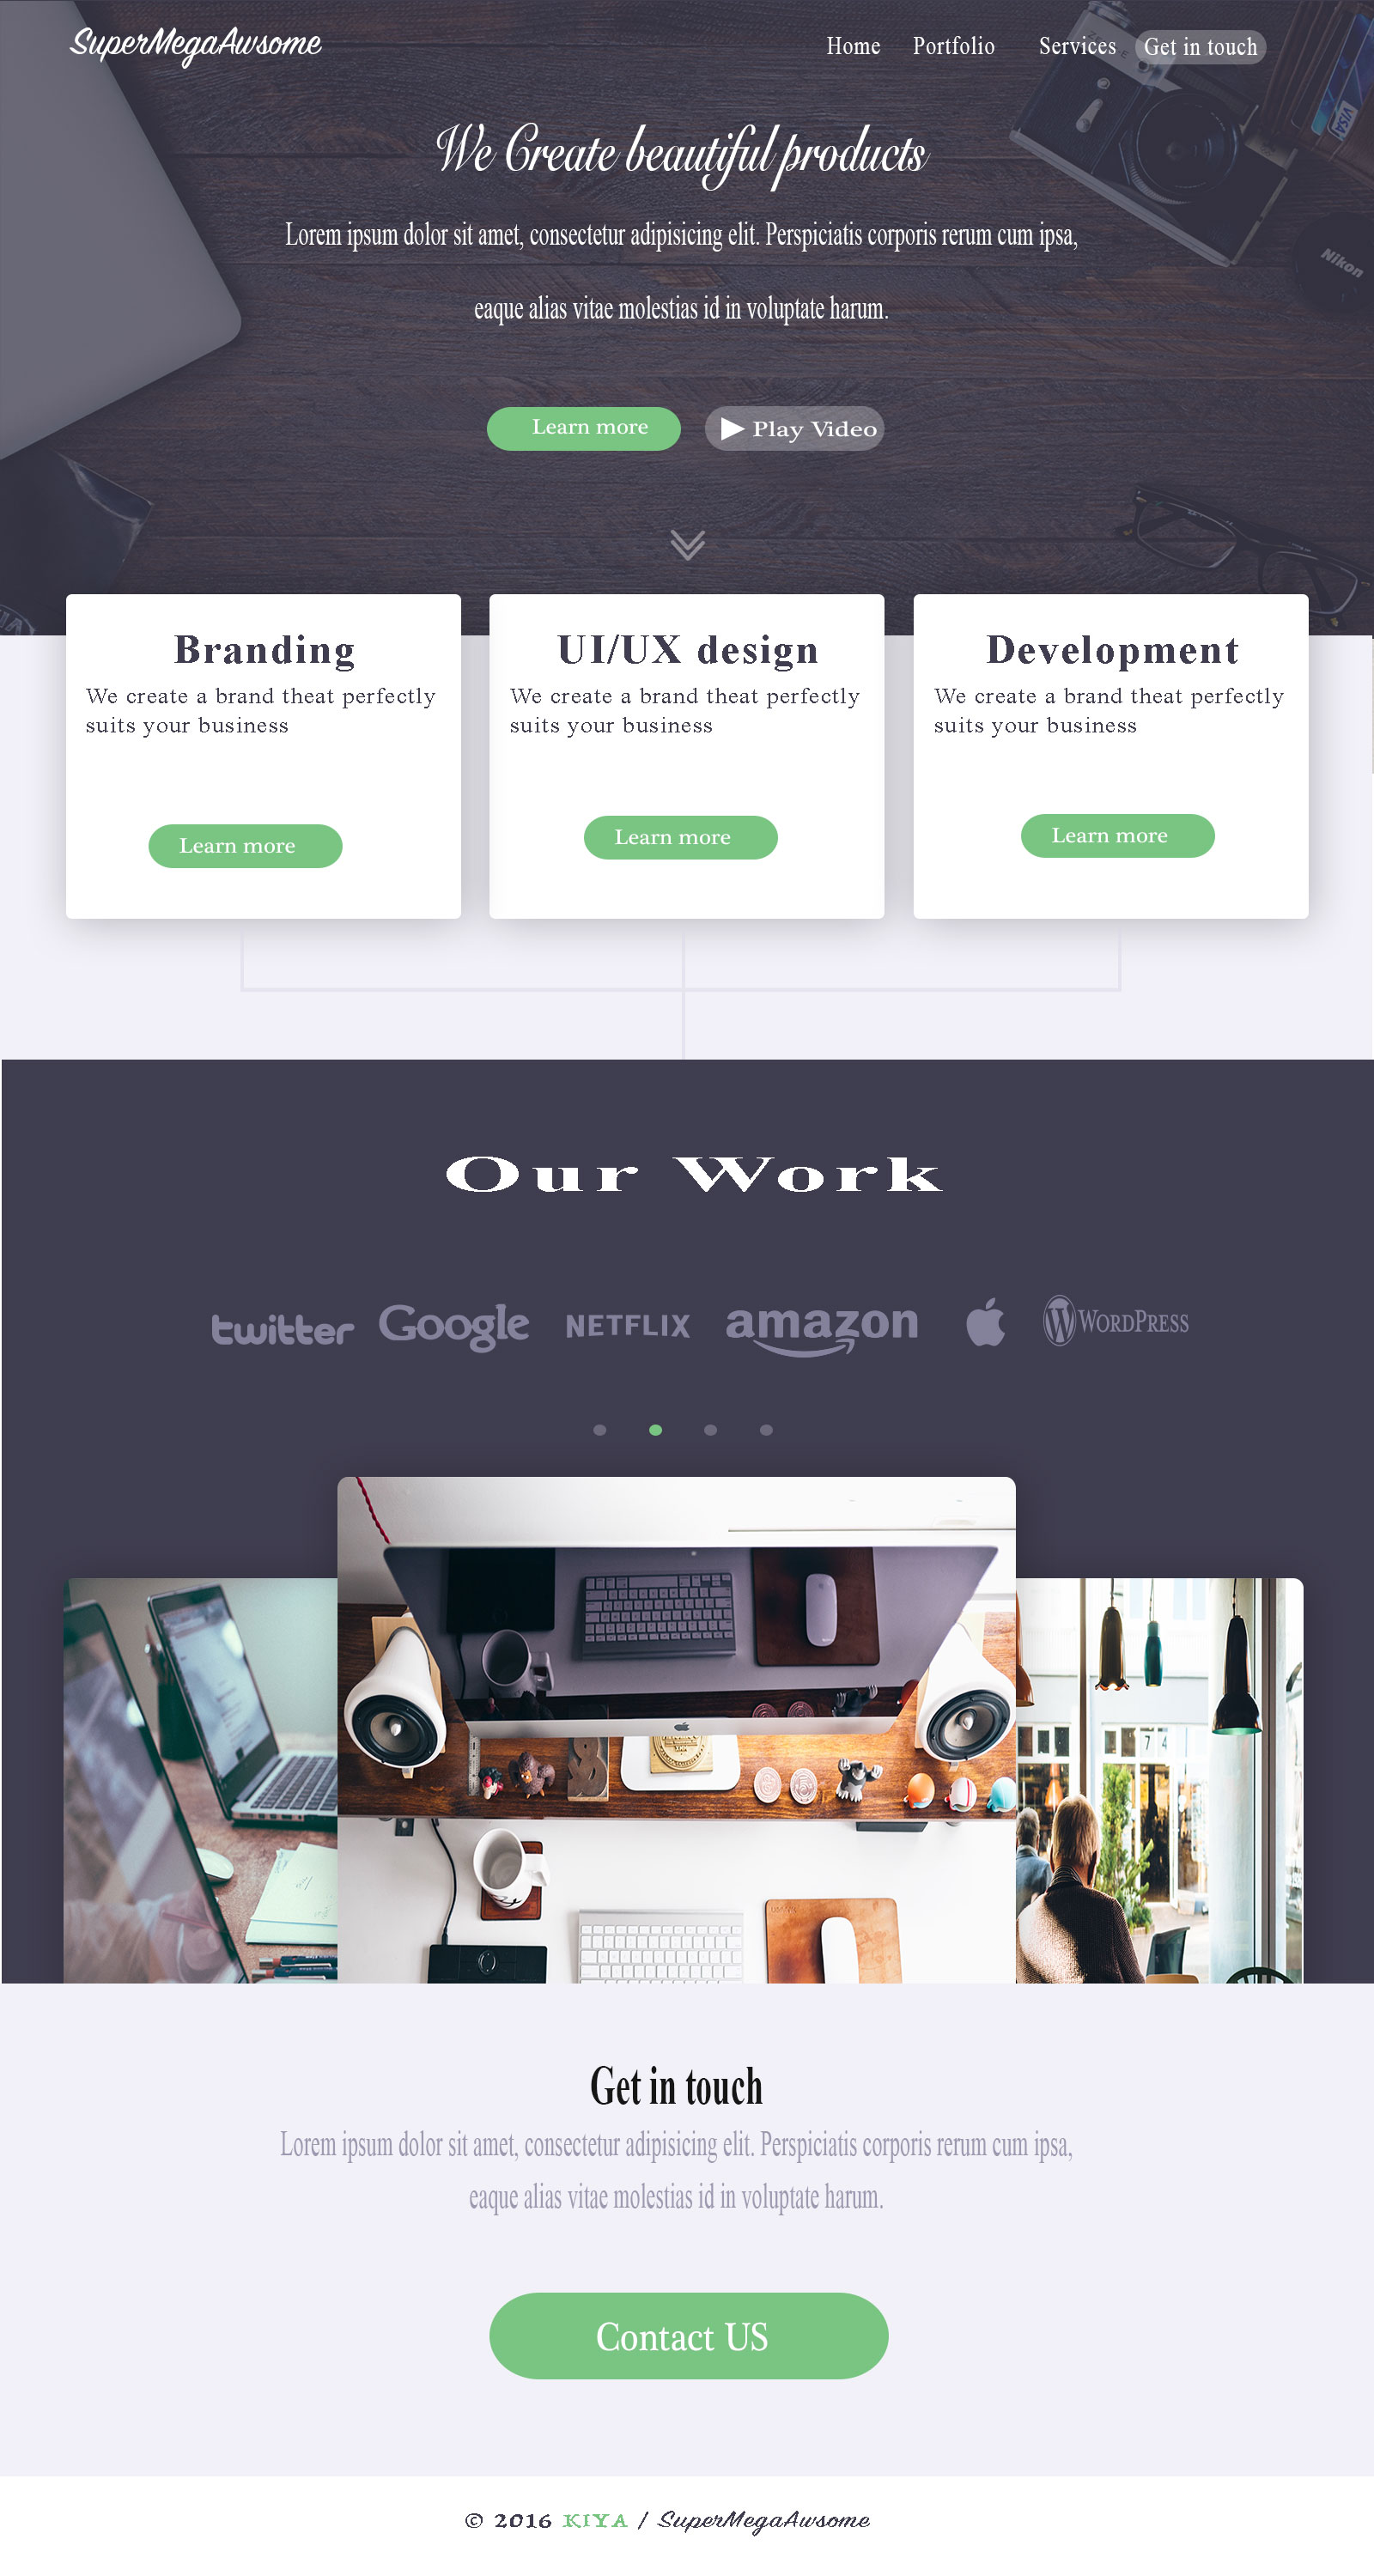 SuperMegaAwsome
Home Portfolio Services Get in touch
We Create beautiful products
Lorem ipsum dolor sit amet, consectetur adipisicing elit. Perspiciatis corporis rerum cum ipsa,
eaque alias vitae molestias id in voluptate harum.
Learn more
Play Video
ZENIT
VISA
Nikon
Branding
We create a brand theat perfectly
suits your business
Learn more
UI/UX design
We create a brand theat perfectly
suits your business
Learn more
Development
We create a brand theat perfectly
suits your business
Learn more
Our Work
twitter Google NETFLIX amazon WORDPRESS
7 4
Get in touch
Lorem ipsum dolor sit amet, consectetur adipisicing elit. Perspiciatis corporis rerum cum ipsa,
eaque alias vitae molestias id in voluptate harum.
Contact US
© 2016 KIYA / SuperMegaAwsome